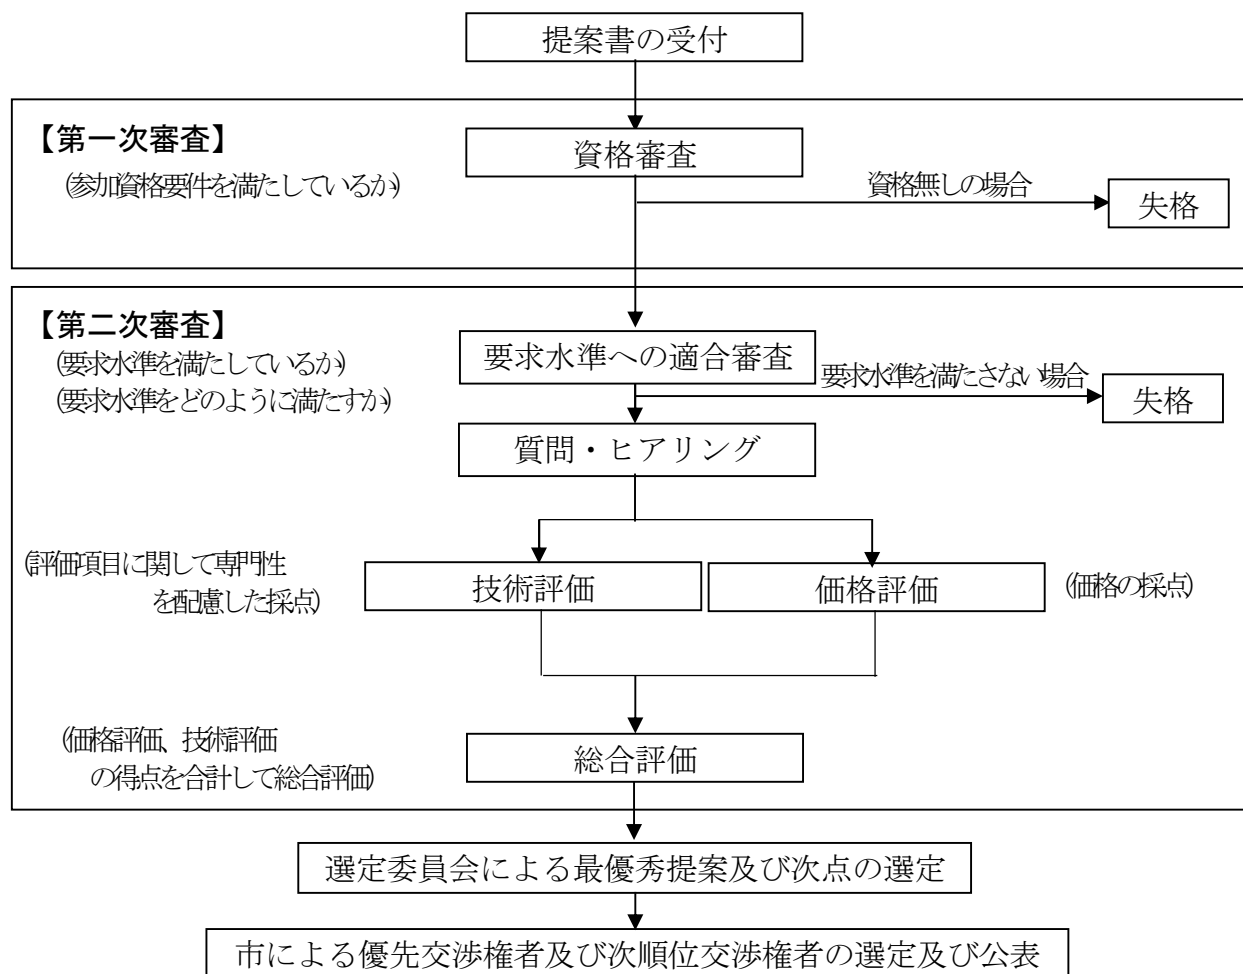 提案書の受付
【第一次審査】
(参加資格要件を満たしているか)
資格審査
資格無しの場合
失格
【第二次審査】
(要求水準を満たしているか)
(要求水準をどのように満たすか)
要求水準への適合審査
要求水準を満たさない場合
失格
質問・ヒアリング
(評価項目に関して専門性
を配慮した採点)
技術評価
価格評価
(価格の採点)
(価格評価、技術評価
の得点を合計して総合評価)
総合評価
選定委員会による最優秀提案及び次点の選定
市による優先交渉権者及び次順位交渉権者の選定及び公表